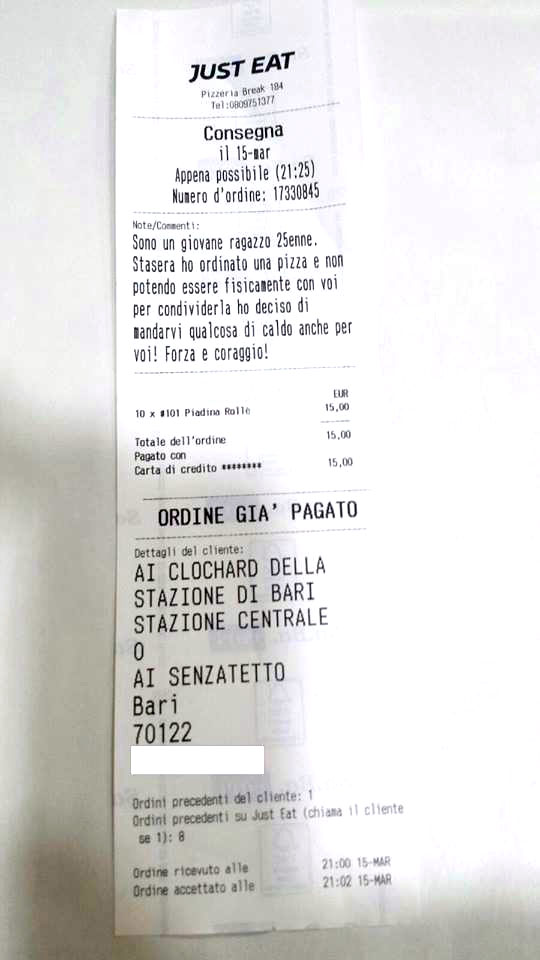 JUST EAT
Pizzeria Break 184
Tel:0809751377
Consegna
il 15-mar
Appena possibile (21:25)
Numero d'ordine: 17330845
Note/Commenti:
Sono un giovane ragazzo 25enne.
Stasera ho ordinato una pizza e non
potendo essere fisicamente con voi
per condividerla ho deciso di
mandarvi qualcosa di caldo anche per
voi! Forza e coraggio!
EUR
10 x #101 Piadina Rollè 15,00
Totale dell'ordine 15,00
Pagato con
Carta di credito ******** 15,00
ORDINE GIA' PAGATO
Dettagli del cliente:
AI CLOCHARD DELLA
STAZIONE DI BARI
STAZIONE CENTRALE
O
AI SENZATETTO
Bari
70122
Ordini precedenti del cliente: 1
Ordini precedenti su Just Eat (chiama il cliente
se 1): 8
Ordine ricevuto alle 21:00 15-MAR
Ordine accettato alle 21:02 15-MAR